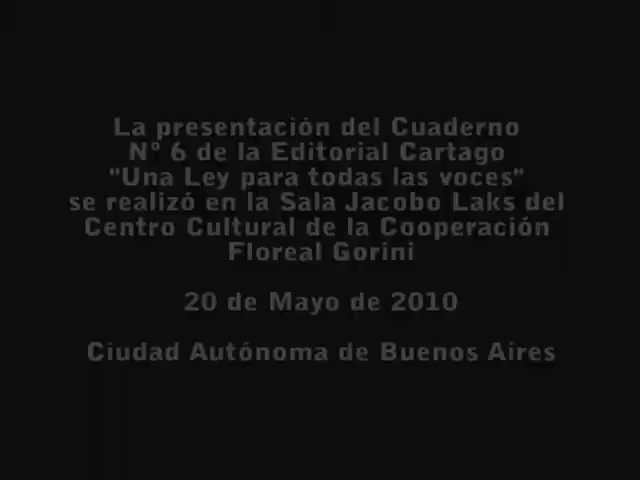 La presentación del Cuaderno
Nº 6 de la Editorial Cartago
"Una Ley para todas las voces"
se realizó en la Sala Jacobo Laks del
Centro Cultural de la Cooperación
Floreal Gorini
20 de Mayo de 2010
Ciudad Autónoma de Buenos Aires